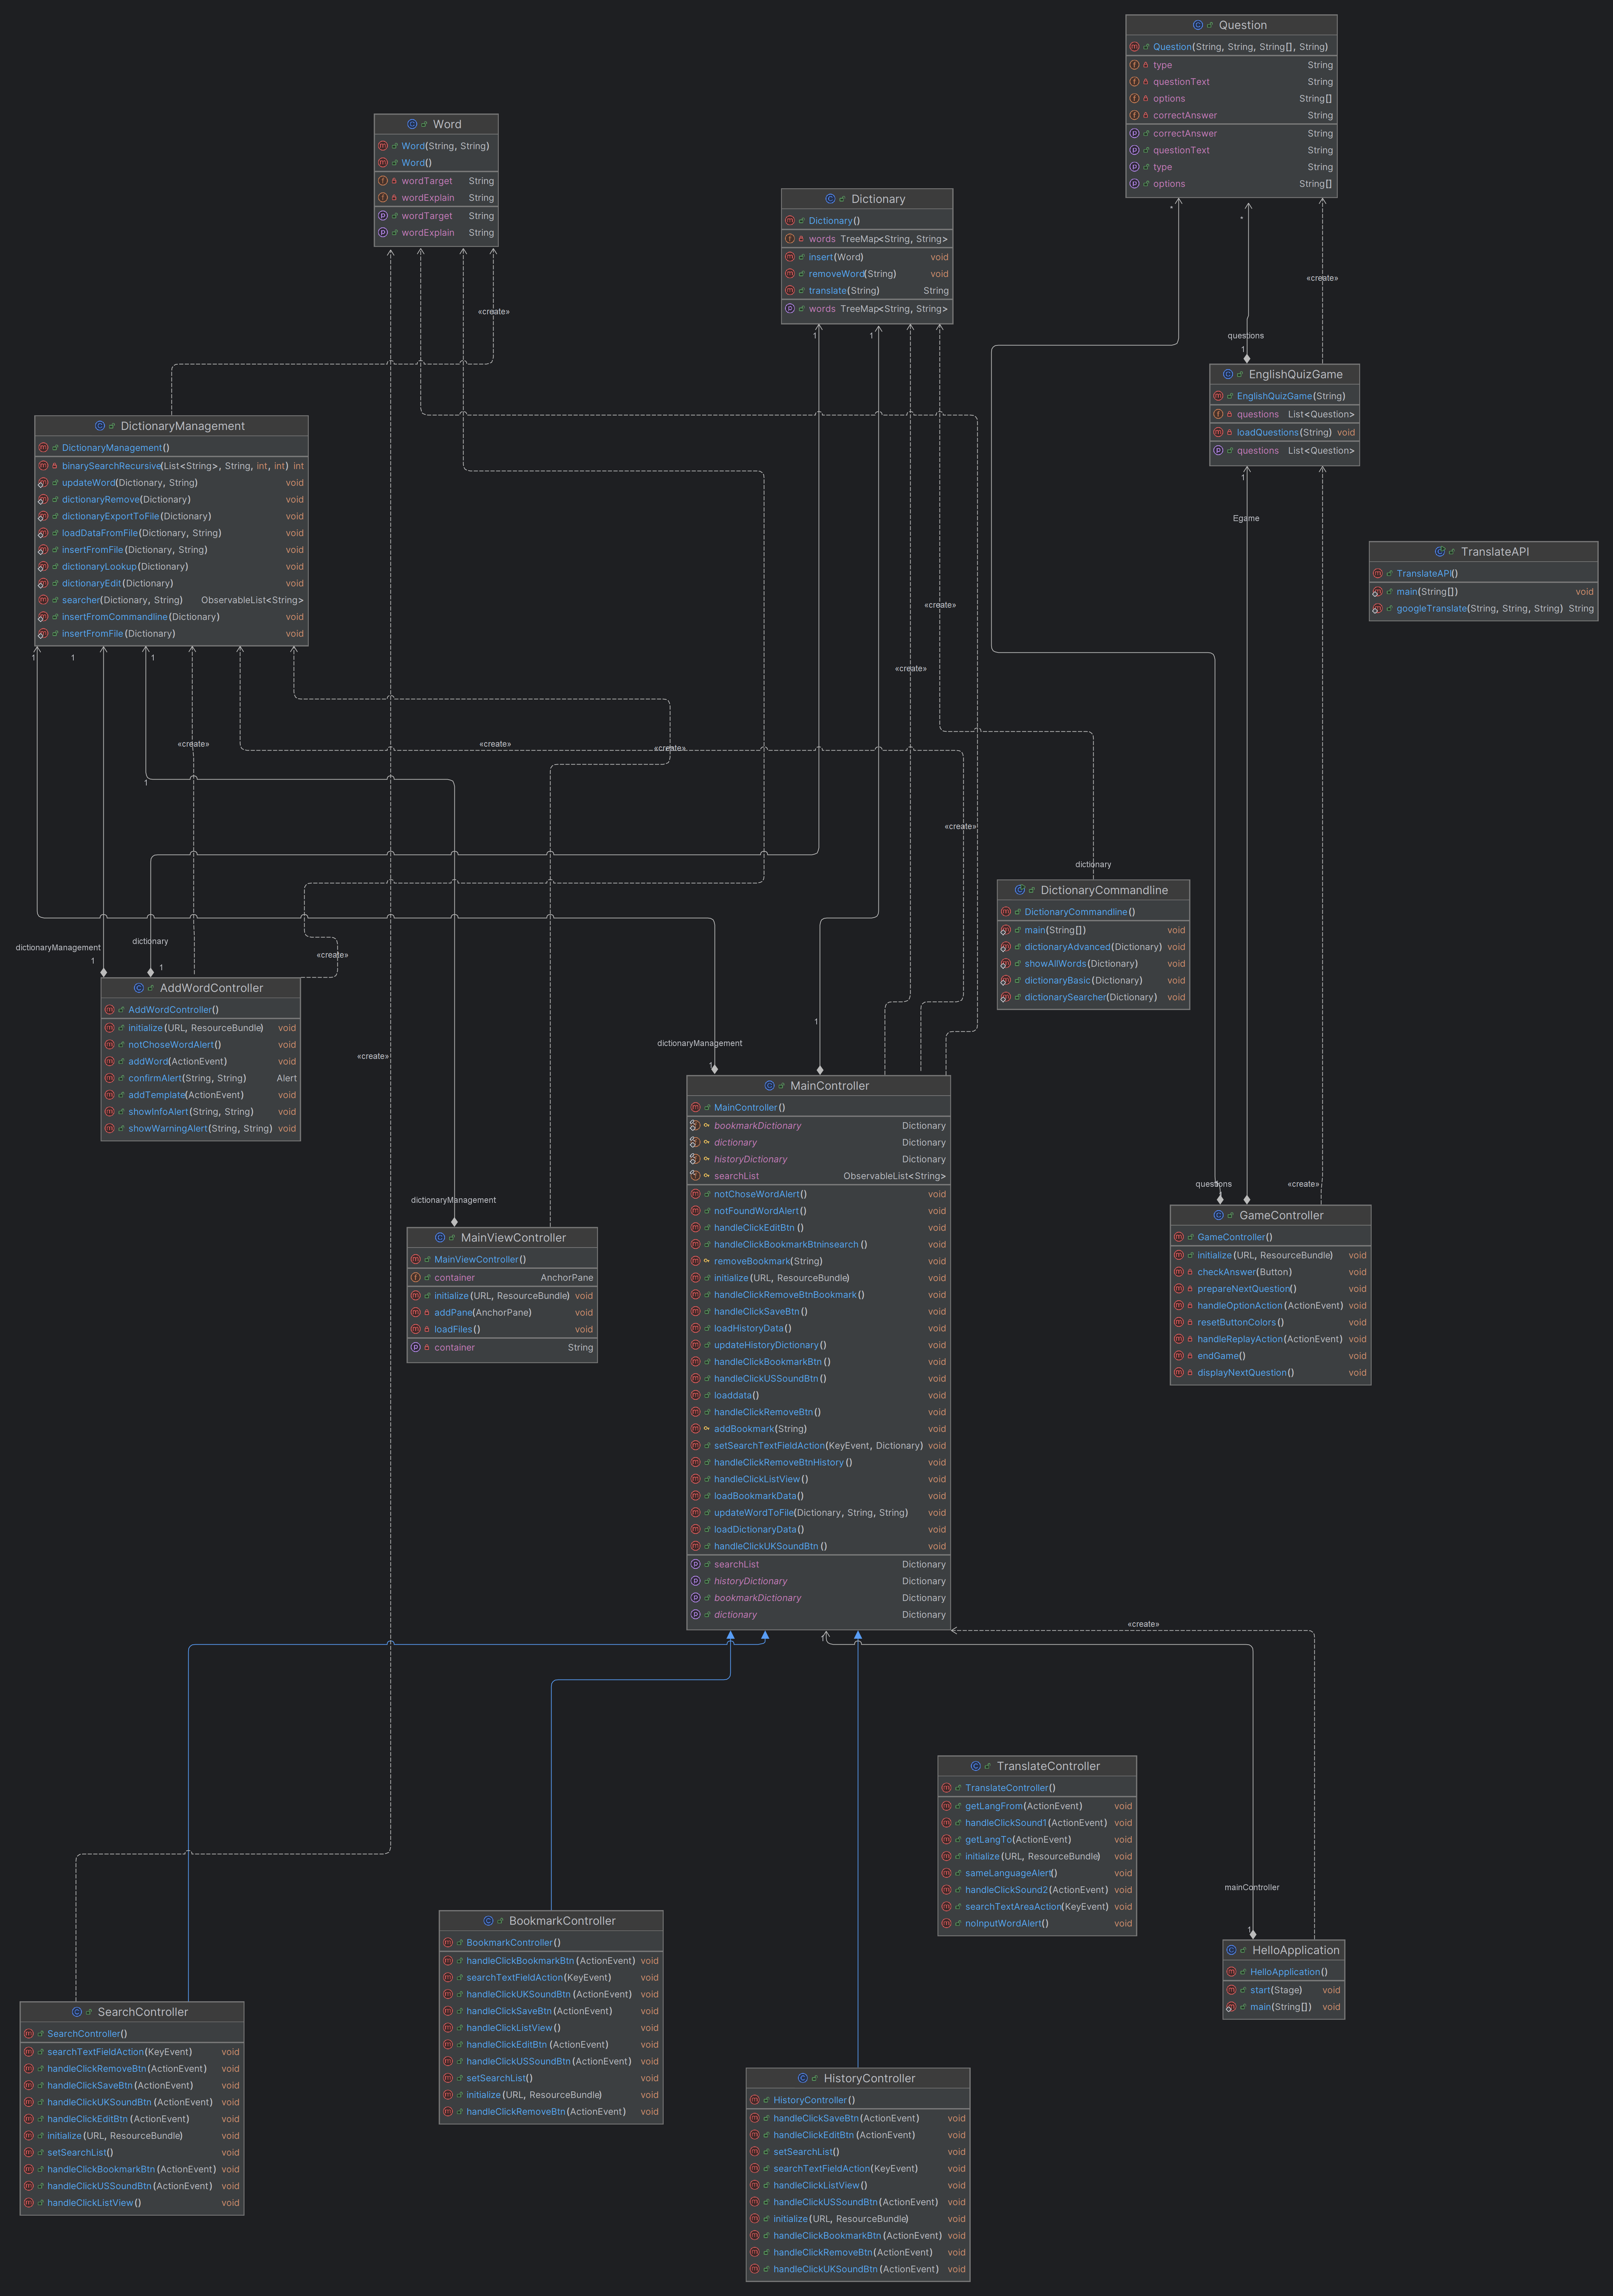 Question
Question(String, String, String[], String)
type String
questionText String
options String[]
correctAnswer String
correctAnswer String
questionText String
type String
options String[]
Word
Word(String, String)
Word()
wordTarget String
wordExplain String
wordTarget String
wordExplain String
Dictionary
Dictionary()
words TreeMap<String, String>
insert(Word) void
removeWord(String) void
translate(String) String
words TreeMap<String, String>
*
*
«create»
«create»
questions
1
1
1
EnglishQuizGame
EnglishQuizGame(String)
questions List<Question>
loadQuestions(String) void
questions List<Question>
DictionaryManagement
DictionaryManagement()
binarySearchRecursive(List<String>, String, int, int) int
updateWord(Dictionary, String) void
dictionaryRemove(Dictionary) void
dictionaryExportToFile(Dictionary) void
loadDataFromFile(Dictionary, String) void
insertFromFile(Dictionary, String) void
dictionaryLookup(Dictionary) void
dictionaryEdit(Dictionary) void
searcher(Dictionary, String) ObservableList<String>
insertFromCommandline(Dictionary) void
insertFromFile(Dictionary) void
1
Egame
TranslateAPI
TranslateAPI()
main(String[]) void
googleTranslate(String, String, String) String
«create»
1
1
1
«create»
«create»
«create»
«create»
1
«create»
dictionary
DictionaryCommandline
DictionaryCommandline()
main(String[]) void
dictionaryAdvanced(Dictionary) void
showAllWords(Dictionary) void
dictionaryBasic(Dictionary) void
dictionarySearcher(Dictionary) void
dictionaryManagement
dictionary
1
1
«create»
AddWordController
AddWordController()
initialize(URL, ResourceBundle) void
notChoseWordAlert() void
addWord(ActionEvent) void
confirmAlert(String, String) Alert
addTemplate(ActionEvent) void
showInfoAlert(String, String) void
showWarningAlert(String, String) void
1
dictionaryManagement
«create»
1
MainController
MainController()
bookmarkDictionary Dictionary
dictionary Dictionary
historyDictionary Dictionary
searchList ObservableList<String>
notChoseWordAlert() void
notFoundWordAlert() void
handleClickEditBtn() void
handleClickBookmarkBtninsearch() void
removeBookmark(String) void
initialize(URL, ResourceBundle) void
handleClickRemoveBtnBookmark() void
handleClickSaveBtn() void
loadHistoryData() void
updateHistoryDictionary() void
handleClickBookmarkBtn() void
handleClickUSSoundBtn() void
loaddata() void
handleClickRemoveBtn() void
addBookmark(String) void
setSearchTextFieldAction(KeyEvent, Dictionary) void
handleClickRemoveBtnHistory() void
handleClickListView() void
loadBookmarkData() void
updateWordToFile(Dictionary, String, String) void
loadDictionaryData() void
handleClickUKSoundBtn() void
searchList Dictionary
historyDictionary Dictionary
bookmarkDictionary Dictionary
dictionary Dictionary
dictionaryManagement
MainViewController
MainViewController()
container AnchorPane
initialize(URL, ResourceBundle) void
addPane(AnchorPane) void
loadFiles() void
container String
questions
«create»
GameController
GameController()
initialize(URL, ResourceBundle) void
checkAnswer(Button) void
prepareNextQuestion() void
handleOptionAction(ActionEvent) void
resetButtonColors() void
handleReplayAction(ActionEvent) void
endGame() void
displayNextQuestion() void
1
«create»
TranslateController
TranslateController()
getLangFrom(ActionEvent) void
handleClickSound1(ActionEvent) void
getLangTo(ActionEvent) void
initialize(URL, ResourceBundle) void
sameLanguageAlert() void
handleClickSound2(ActionEvent) void
searchTextAreaAction(KeyEvent) void
noInputWordAlert() void
mainController
1
HelloApplication
HelloApplication()
start(Stage) void
main(String[]) void
BookmarkController
BookmarkController()
handleClickBookmarkBtn(ActionEvent) void
searchTextFieldAction(KeyEvent) void
handleClickUKSoundBtn(ActionEvent) void
handleClickSaveBtn(ActionEvent) void
handleClickListView() void
handleClickEditBtn(ActionEvent) void
handleClickUSSoundBtn(ActionEvent) void
setSearchList() void
initialize(URL, ResourceBundle) void
handleClickRemoveBtn(ActionEvent) void
SearchController
SearchController()
searchTextFieldAction(KeyEvent) void
handleClickRemoveBtn(ActionEvent) void
handleClickSaveBtn(ActionEvent) void
handleClickUKSoundBtn(ActionEvent) void
handleClickEditBtn(ActionEvent) void
initialize(URL, ResourceBundle) void
setSearchList() void
handleClickBookmarkBtn(ActionEvent) void
handleClickUSSoundBtn(ActionEvent) void
handleClickListView() void
HistoryController
HistoryController()
handleClickSaveBtn(ActionEvent) void
handleClickEditBtn(ActionEvent) void
setSearchList() void
searchTextFieldAction(KeyEvent) void
handleClickListView() void
handleClickUSSoundBtn(ActionEvent) void
initialize(URL, ResourceBundle) void
handleClickBookmarkBtn(ActionEvent) void
handleClickRemoveBtn(ActionEvent) void
handleClickUKSoundBtn(ActionEvent) void